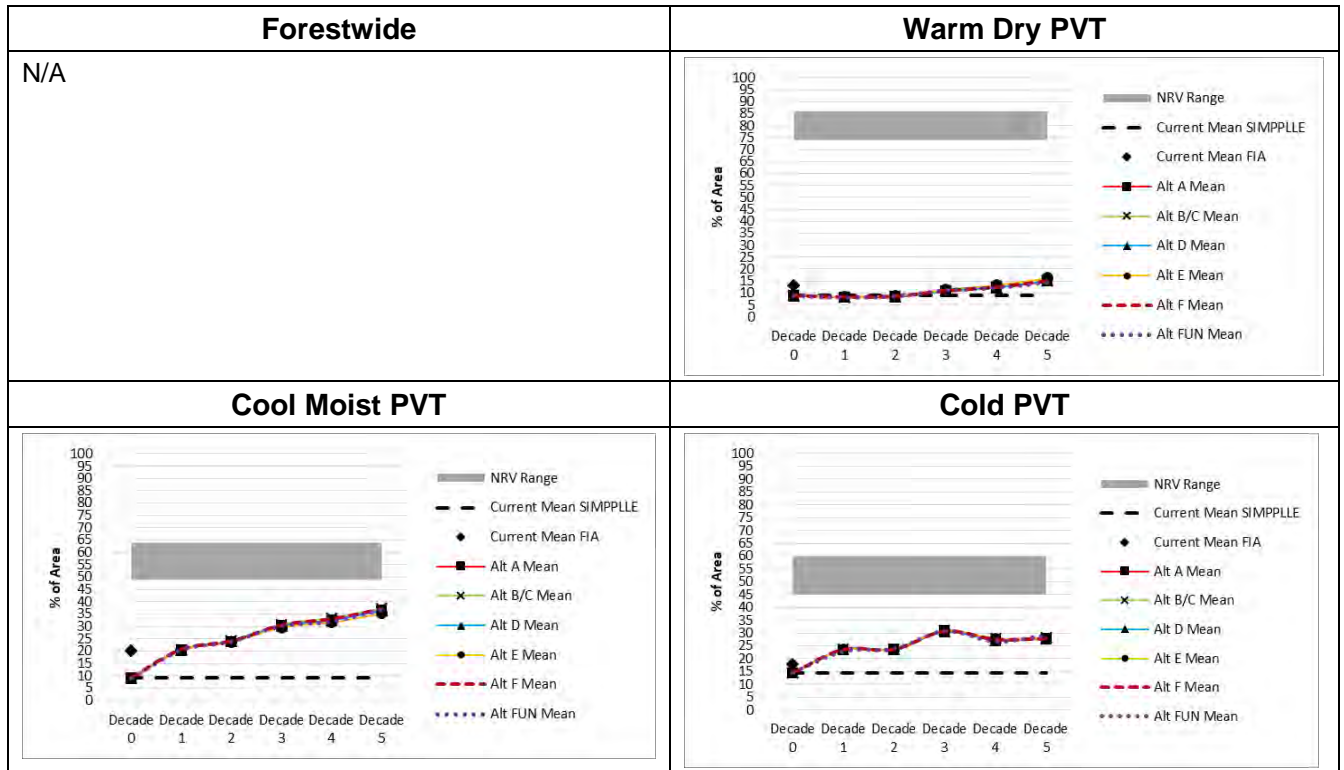 Forestwide
Warm Dry PVT
N/A
% of Area
100
95
90
85
80
75
70
65
60
55
50
45
40
35
30
25
20
15
10
5
0
Decade Decade Decade Decade Decade Decade
0 1 2 3 4 5
NRV Range
Current Mean SIMPPLLE
Current Mean FIA
Alt A Mean
Alt B/C Mean
Alt D Mean
Alt E Mean
Alt F Mean
Alt FUN Mean
Cool Moist PVT
Cold PVT
% of Area
100
95
90
85
80
75
70
65
60
55
50
45
40
35
30
25
20
15
10
5
0
Decade Decade Decade Decade Decade Decade
0 1 2 3 4 5
NRV Range
Current Mean SIMPPLLE
Current Mean FIA
Alt A Mean
Alt B/C Mean
Alt D Mean
Alt E Mean
Alt F Mean
Alt FUN Mean
% of Area
100
95
90
85
80
75
70
65
60
55
50
45
40
35
30
25
20
15
10
5
0
Decade Decade Decade Decade Decade Decade
0 1 2 3 4 5
NRV Range
Current Mean SIMPPLLE
Current Mean FIA
Alt A Mean
Alt B/C Mean
Alt D Mean
Alt E Mean
Alt F Mean
Alt FUN Mean